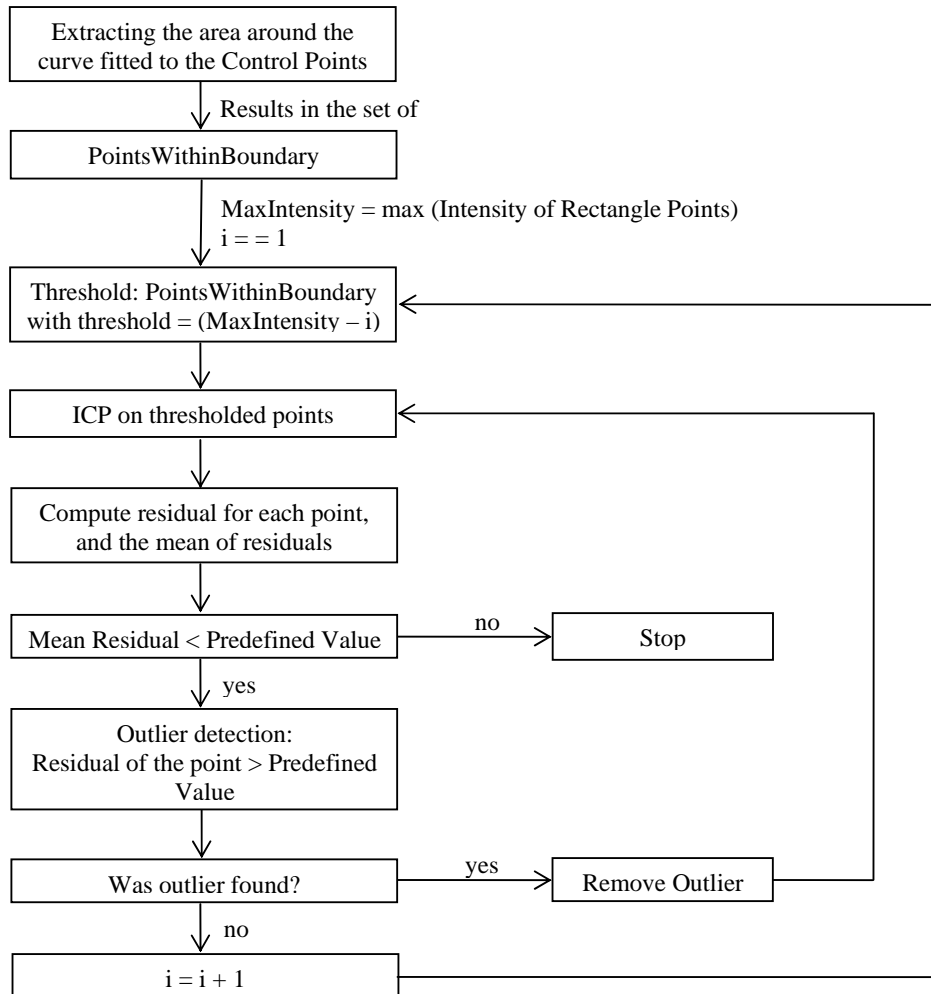 Extracting the area around the
curve fitted to the Control Points
Results in the set of
PointsWithinBoundary
MaxIntensity = max (Intensity of Rectangle Points)
i = = 1
Threshold: PointsWithinBoundary
with threshold = (MaxIntensity – i)
ICP on thresholded points
Compute residual for each point,
and the mean of residuals
Mean Residual < Predefined Value
no
Stop
yes
Outlier detection:
Residual of the point > Predefined
Value
Was outlier found?
yes
Remove Outlier
no
i = i + 1